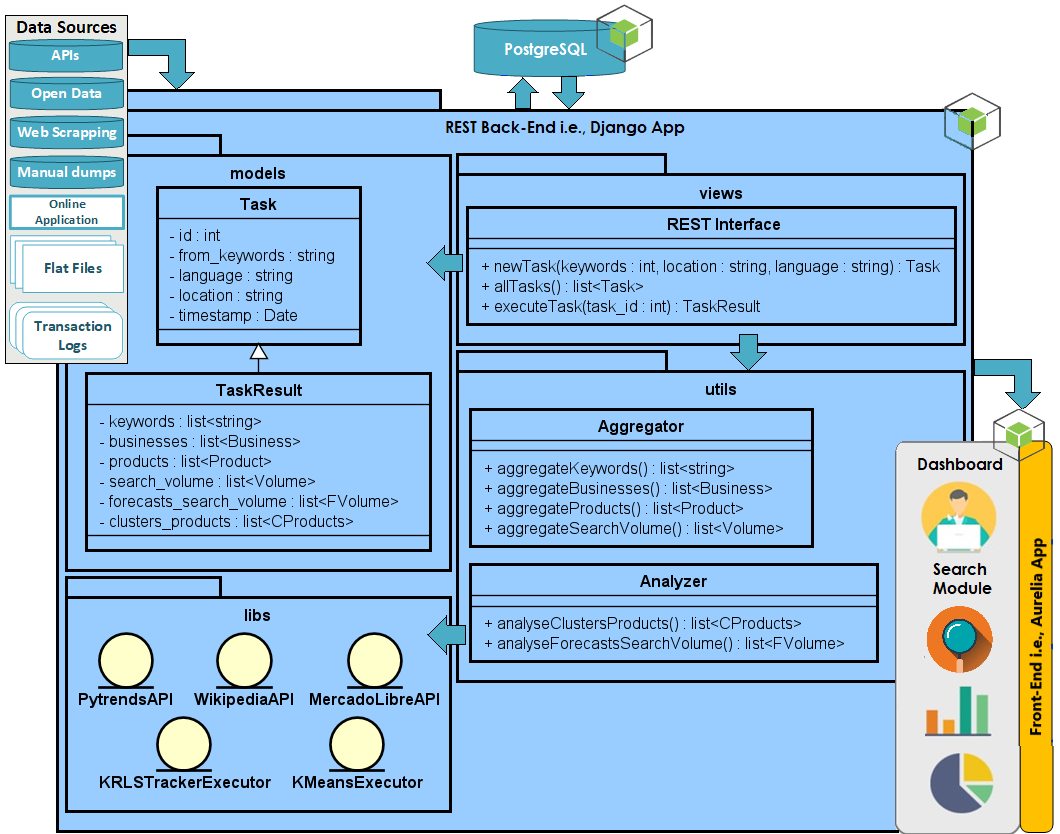 Data Sources
APIs
Open Data
Web Scrapping
Manual dumps
Online
Application
Flat Files
Transaction
Logs
PostgreSQL
REST Back-End i.e., Django App
models
Task
- id : int
- from_keywords : string
- language : string
- location : string
- timestamp : Date
TaskResult
- keywords : list<string>
- businesses : list<Business>
- products : list<Product>
- search_volume : list<Volume>
- forecasts_search_volume : list<FVolume>
- clusters_products : list<CProducts>
views
REST Interface
+ newTask(keywords : int, location : string, language : string) : Task
+ allTasks() : list<Task>
+ executeTask(task_id : int) : TaskResult
utils
Aggregator
+ aggregateKeywords() : list<string>
+ aggregateBusinesses() : list<Business>
+ aggregateProducts() : list<Product>
+ aggregateSearchVolume() : list<Volume>
Analyzer
+ analyseClustersProducts() : list<CProducts>
+ analyseForecastsSearchVolume() : list<FVolume>
libs
PytrendsAPI
WikipediaAPI
MercadoLibreAPI
KRLSTrackerExecutor
KMeansExecutor
Dashboard
Search
Module
Front-End i.e., Aurelia App